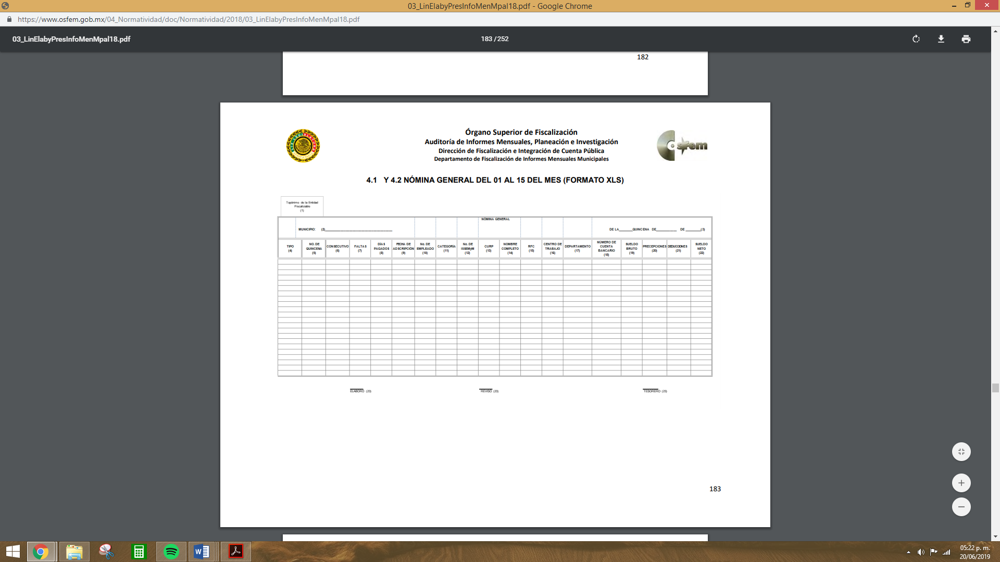 03_LinElabyPresInfoMenMpal18.pdf - Google Chrome
https://www.osfem.gob.mx/04_Normatividad/doc/Normatividad/2018/03_LinElabyPresInfoMenMpal18.pdf
03_LinElabyPresInfoMenMpal18.pdf
183 / 252
182
Órgano Superior de Fiscalización
Auditoría de Informes Mensuales, Planeación e Investigación
Dirección de Fiscalización e Integración de Cuenta Pública
Departamento de Fiscalización de Informes Mensuales Municipales
osfem
4.1 Y 4.2 NÓMINA GENERAL DEL 01 AL 15 DEL MES (FORMATO XLS)
Topónimo de la Entidad
Fiscalizable
(1)
NÓMINA GENERAL
MUNICIPIO: (2)
DE LA______QUINCENA DE_________ DE ______(3)
TIPO (4)
NO. DE QUINCENA (5)
CONSECUTIVO (6)
FALTAS (7)
DÍAS PAGADOS (8)
FECHA DE ADSCRIPCIÓN (9)
No. DE EMPLEADO (10)
CATEGORÍA (11)
No. DE ISSEMyM (12)
CURP (13)
NOMBRE COMPLETO (14)
RFC (15)
CENTRO DE TRABAJO (16)
DEPARTAMENTO (17)
NÚMERO DE CUENTA BANCARIO (18)
SUELDO BRUTO (19)
PRECEPCIONES (20)
DEDUCCIONES (21)
SUELDO NETO (22)
ELABORÓ (23)
REVISÓ (23)
TESORERO (23)
183
05:22 p. m.
20/06/2019